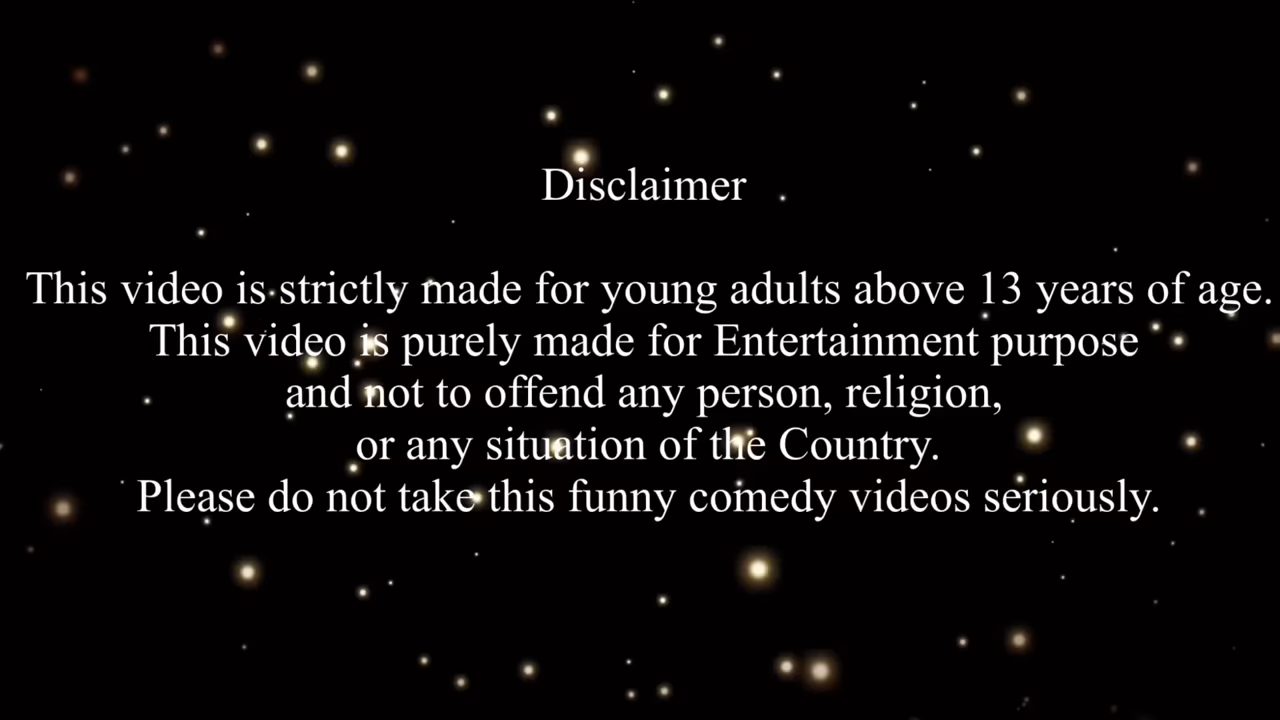 Disclaimer
This video is strictly made for young adults above 13 years of age.
This video is purely made for Entertainment purpose
and not to offend any person, religion,
or any situation of the Country.
Please do not take this funny comedy videos seriously.